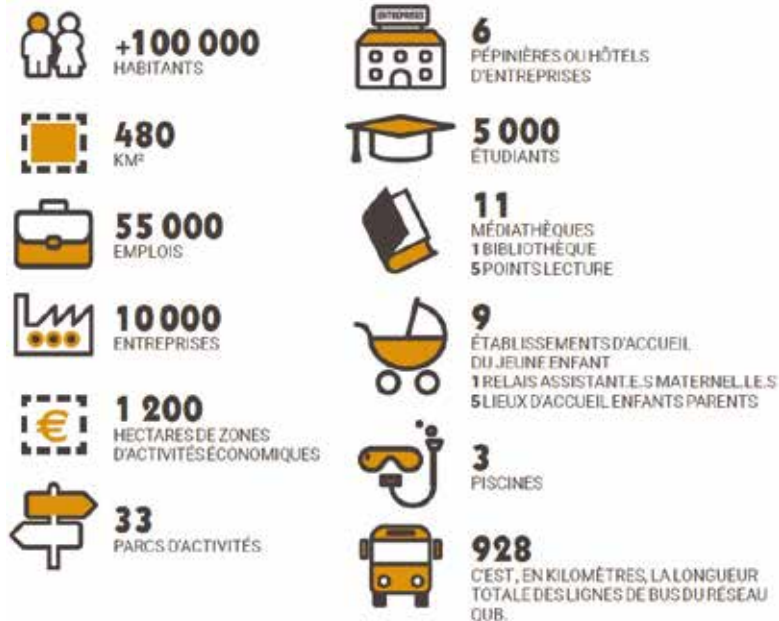 +100 000
HABITANTS
480
KM²
55 000
EMPLOIS
10 000
ENTREPRISES
€
1 200
HECTARES DE ZONES
D'ACTIVITÉS ÉCONOMIQUES
33
PARCS D'ACTIVITÉS
ENTREPRISES
6
PÉPINIÈRES OU HÔTELS
D'ENTREPRISES
5 000
ÉTUDIANTS
11
MÉDIATHÈQUES
1 BIBLIOTHÈQUE
5 POINTS LECTURE
9
ÉTABLISSEMENTS D'ACCUEIL
DU JEUNE ENFANT
1 RELAIS ASSISTANT.E.S MATERNEL.LE.S
5 LIEUX D'ACCUEIL ENFANTS PARENTS
3
PISCINES
928
C'EST, EN KILOMÈTRES, LA LONGUEUR
TOTALE DES LIGNES DE BUS DU RÉSEAU
QUB.